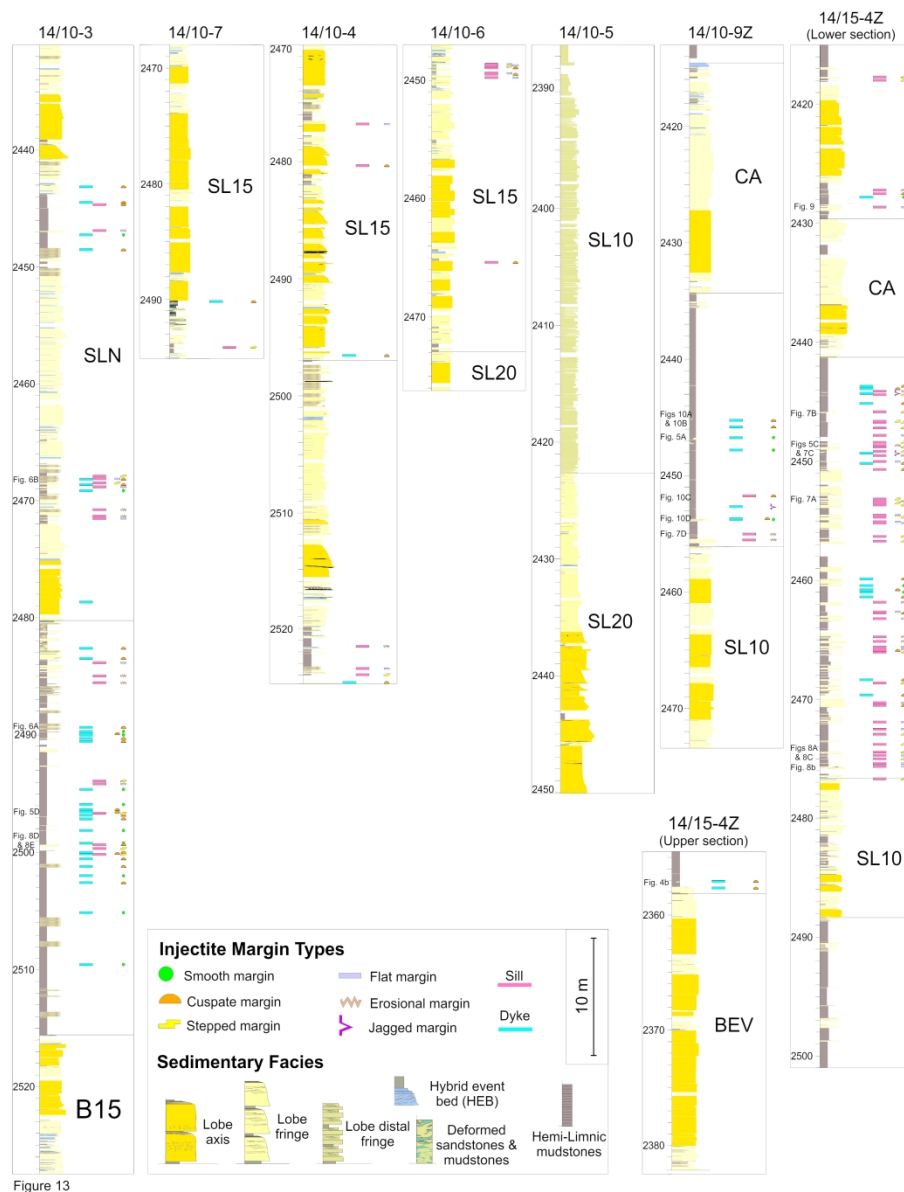 14/10-3
14/10-7
14/10-4
14/10-6
14/10-5
14/10-9Z
14/15-4Z
(Lower section)
2440
2450
SLN
2460
Fig. 6B
2470
2480
Fig. 6A
2490
Fig. 5D
Figs 8D
& 8E
2500
2510
2520
B15
2470
2480
SL15
2490
2470
2480
SL15
2490
2500
2510
2520
2450
SL15
2460
2470
SL20
2390
2400
SL10
2410
2420
2430
SL20
2440
2450
2420
CA
2430
2440
Figs 10A
& 10B
Fig. 5A
2450
Fig. 10C
Fig. 10D
Fig. 7D
2460
SL10
2470
2420
Fig. 9
2430
CA
2440
Fig. 7B
Figs 5C
& 7C
2450
Fig. 7A
2460
2470
Figs 8A
& 8C
Fig. 8b
2480
SL10
2490
2500
14/15-4Z
(Upper section)
Fig. 4b
2360
BEV
2370
2380
Injectite Margin Types
Smooth margin
Flat margin
Sill
Cuspate margin
Erosional margin
Stepped margin
Jagged margin
Dyke
10 m
Sedimentary Facies
Lobe
axis
Lobe
fringe
Lobe distal
fringe
Hybrid event
bed (HEB)
Deformed
sandstones &
mudstones
Hemi-Limnic
mudstones
Figure 13